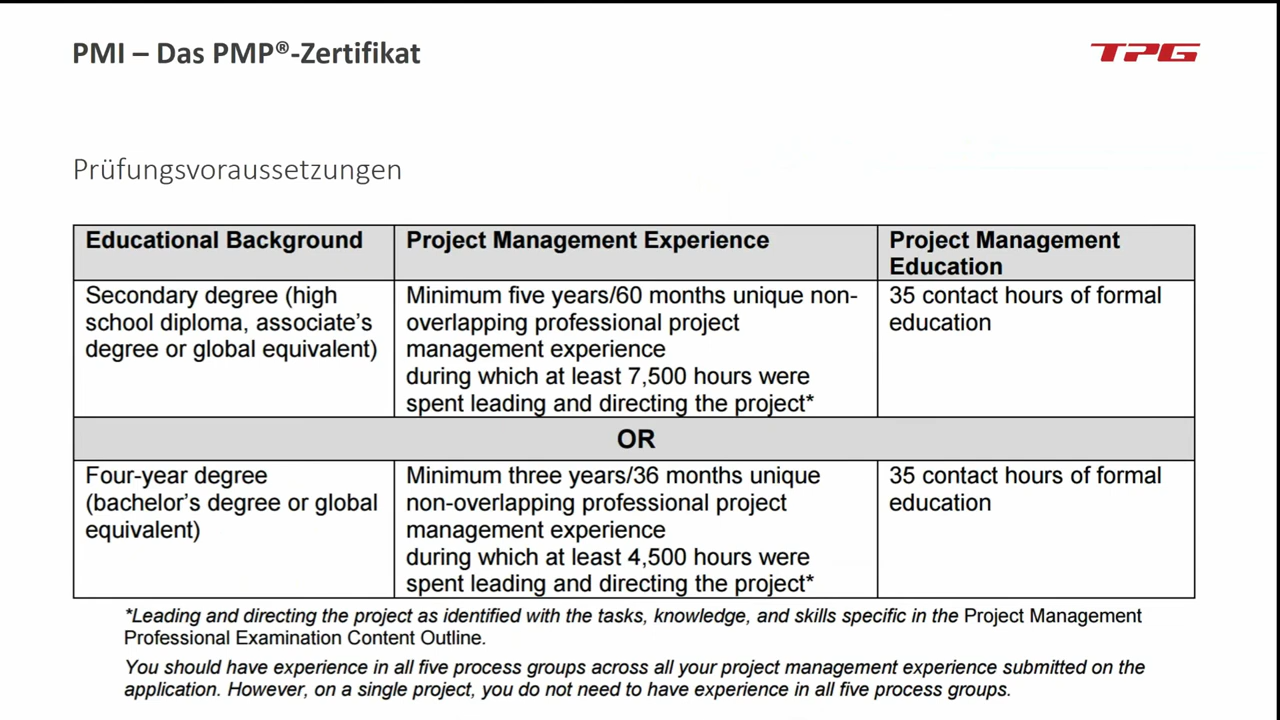 PMI – Das PMP®-Zertifikat
TPG
Prüfungsvoraussetzungen
Educational Background
Project Management Experience
Project Management
Education
Secondary degree (high
school diploma, associate's
degree or global equivalent)
Minimum five years/60 months unique non-
overlapping professional project
management experience
during which at least 7,500 hours were
spent leading and directing the project*
35 contact hours of formal
education
OR
Four-year degree
(bachelor's degree or global
equivalent)
Minimum three years/36 months unique
non-overlapping professional project
management experience
during which at least 4,500 hours were
spent leading and directing the project*
35 contact hours of formal
education
*Leading and directing the project as identified with the tasks, knowledge, and skills specific in the Project Management
Professional Examination Content Outline.
You should have experience in all five process groups across all your project management experience submitted on the
application. However, on a single project, you do not need to have experience in all five process groups.